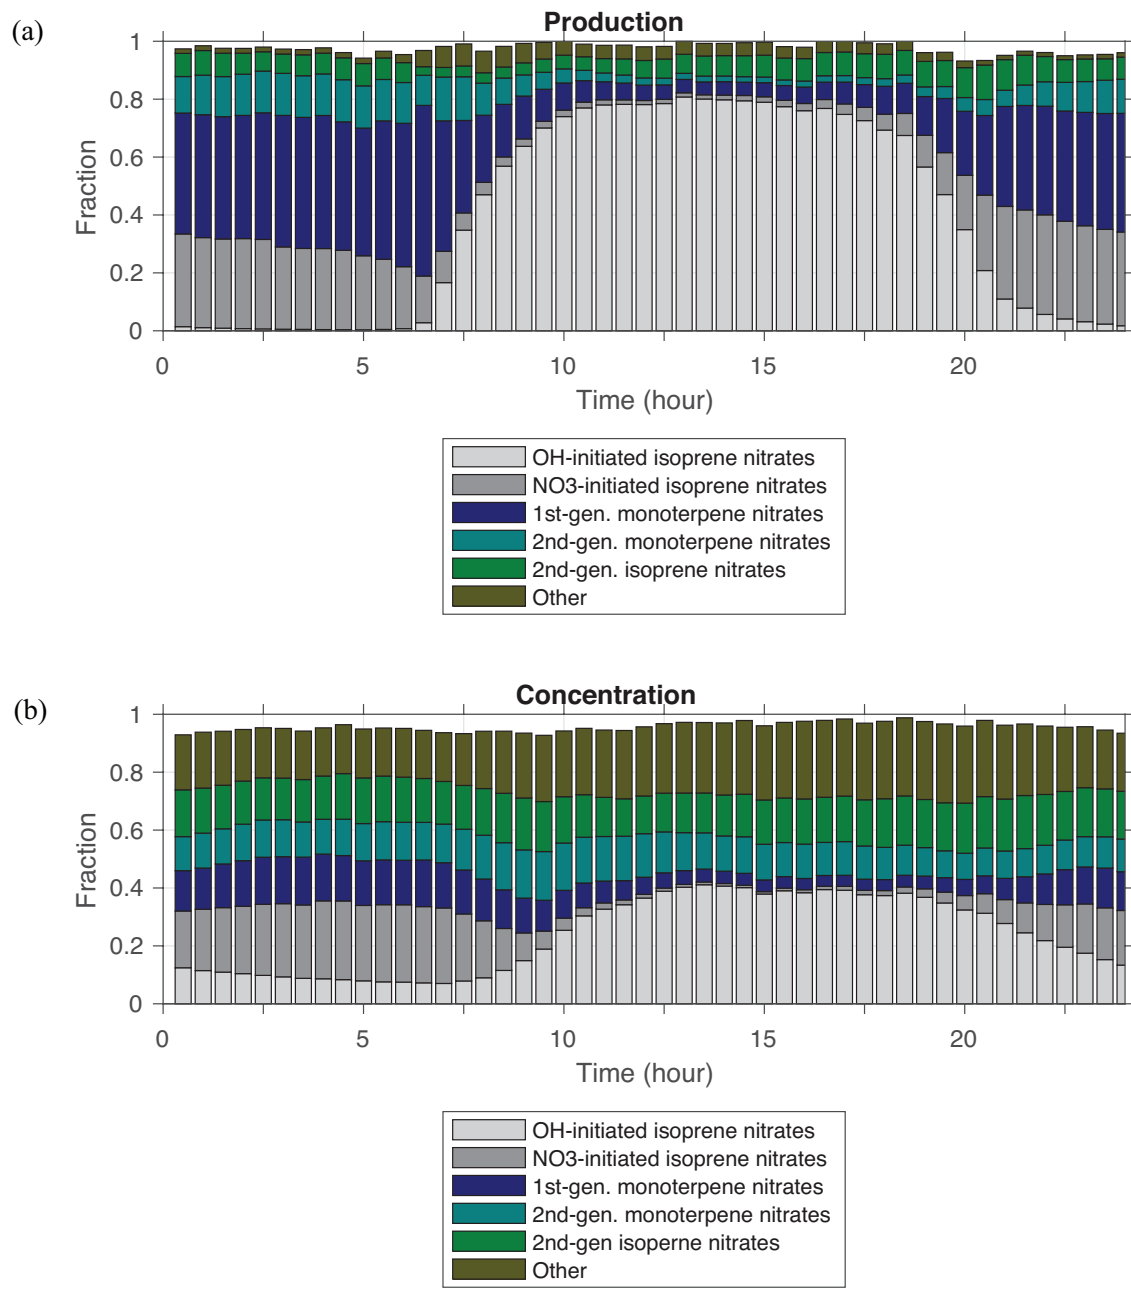 (a)
Production
1
0.8
0.6
0.4
0.2
0
Fraction
0 5 10 15 20
Time (hour)
OH-initiated isoprene nitrates
NO3-initiated isoprene nitrates
1st-gen. monoterpene nitrates
2nd-gen. monoterpene nitrates
2nd-gen. isoprene nitrates
Other
(b)
Concentration
1
0.8
0.6
0.4
0.2
0
Fraction
0 5 10 15 20
Time (hour)
OH-initiated isoprene nitrates
NO3-initiated isoprene nitrates
1st-gen. monoterpene nitrates
2nd-gen. monoterpene nitrates
2nd-gen isoperne nitrates
Other